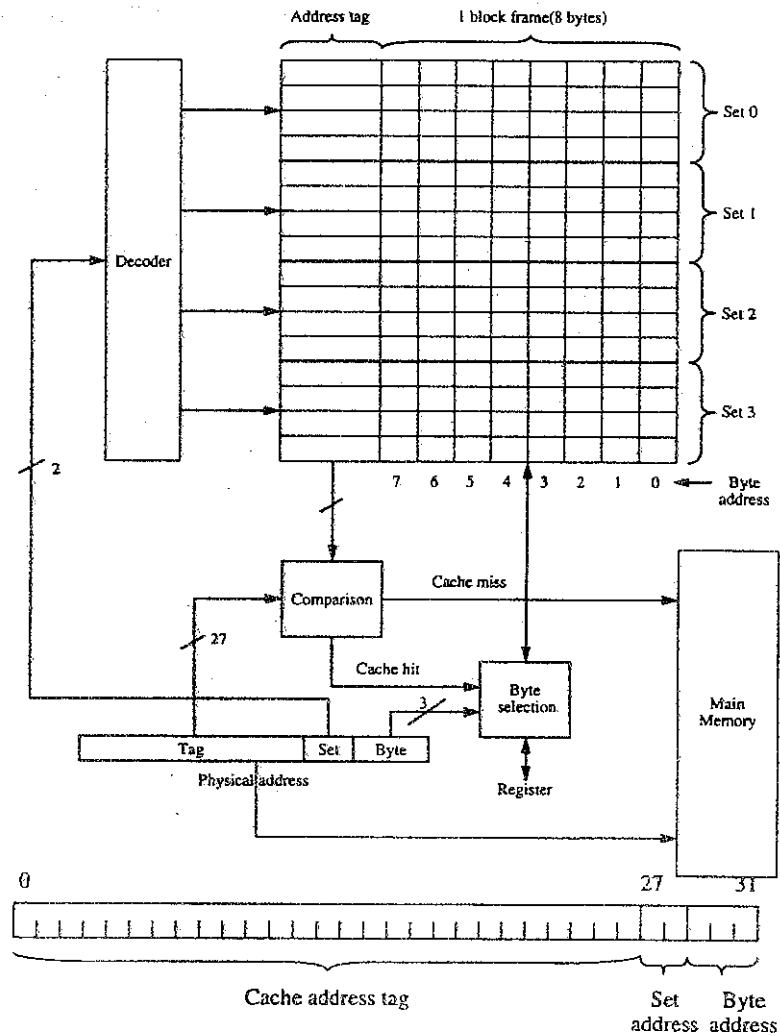 Address tag
1 block frame(8 bytes)
Set 0
Set 1
Decoder
Set 2
Set 3
2
7 6 5 4 3 2 1 0
Byte
address
Comparison
Cache miss
27
Cache hit
3
Byte
selection
Main
Memory
Tag
Set
Byte
Physical address
Register
0
27
31
Cache address tag
Set
address
Byte
address